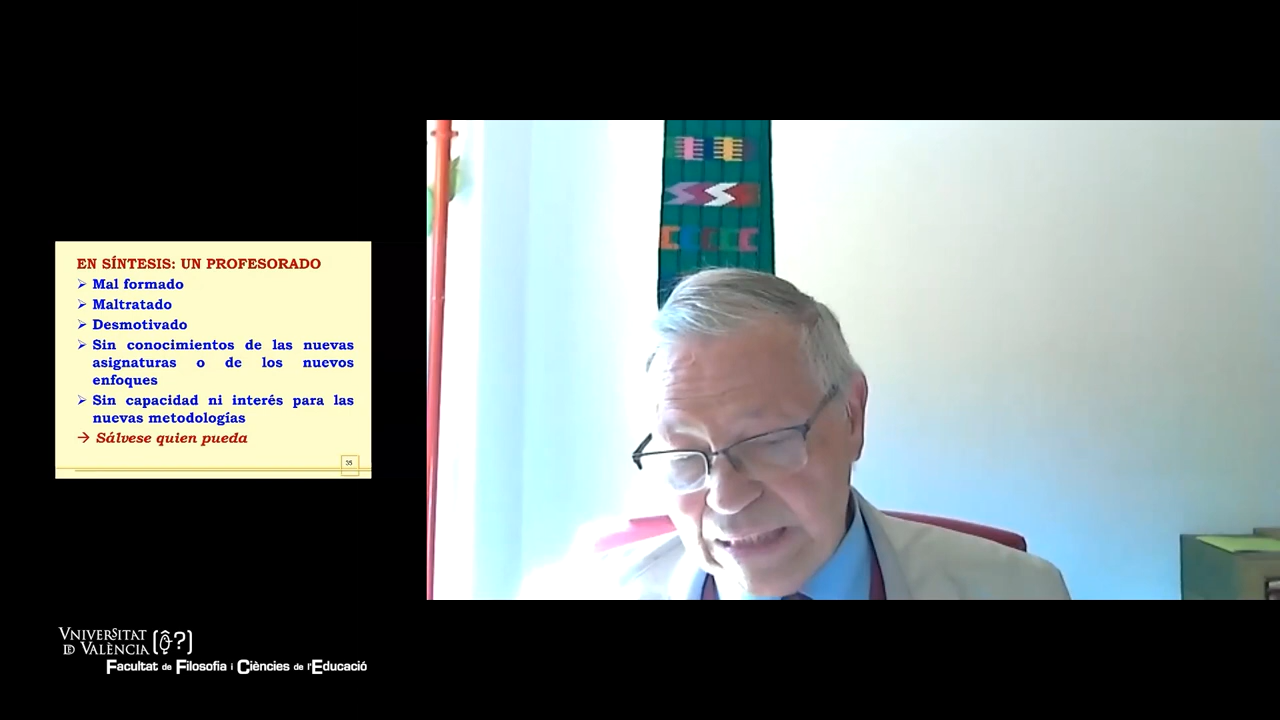 EN SÍNTESIS: UN PROFESORADO
➢ Mal formado
➢ Maltratado
➢ Desmotivado
➢ Sin conocimientos de las nuevas
asignaturas o de los nuevos
enfoques
➢ Sin capacidad ni interés para las
nuevas metodologías
→ Sálvese quien pueda
35
VNIVERSITAT
ID VALÈNCIA
Facultat de Filosofia i Ciències de l'Educació